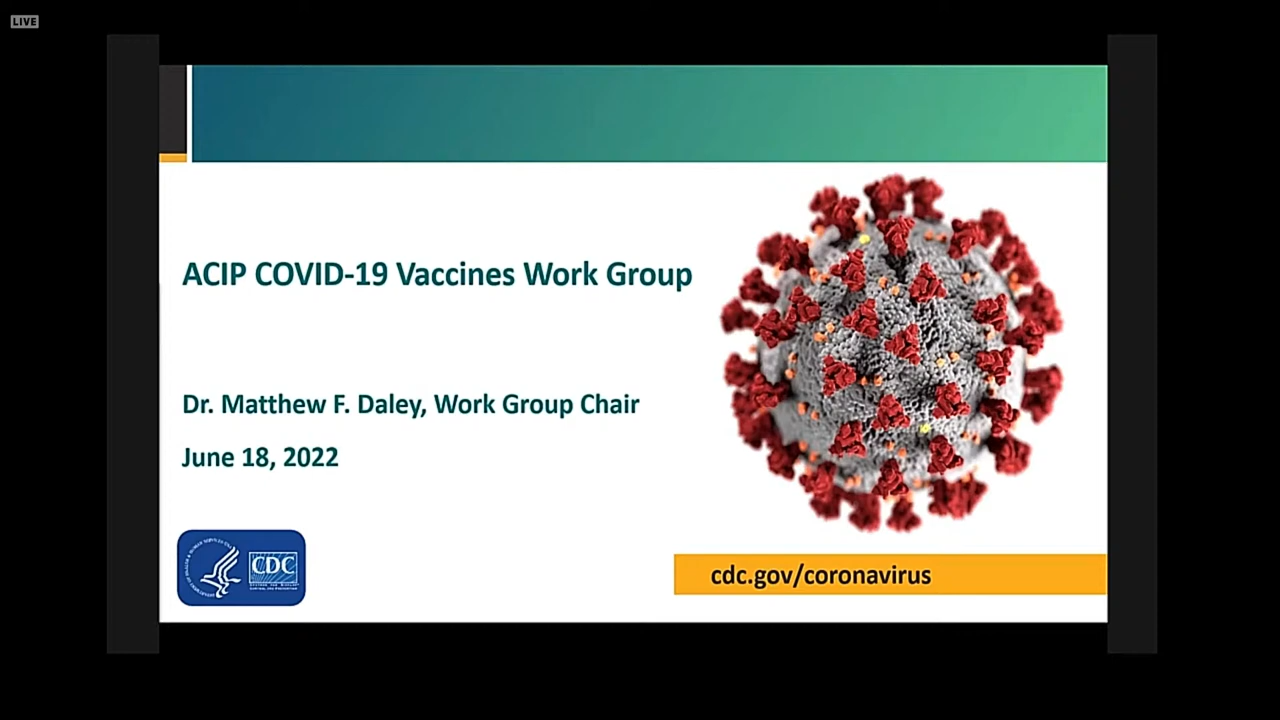 LIVE
ACIP COVID-19 Vaccines Work Group
Dr. Matthew F. Daley, Work Group Chair
June 18, 2022
CDC
cdc.gov/coronavirus